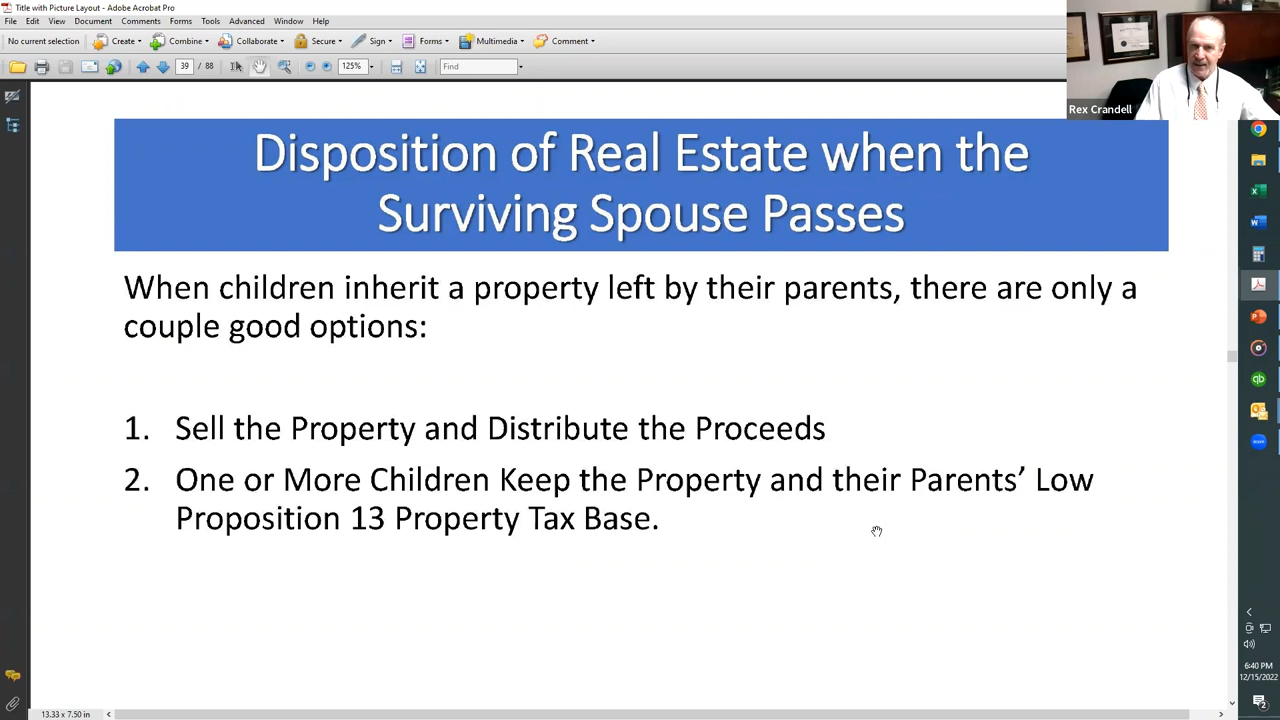 Title with Picture Layout - Adobe Acrobat Pro
File Edit View Document Comments Forms Tools Advanced Window Help
No current selection Create Combine Collaborate Secure Sign Forms Multimedia Comment
39 / 88 125% Find
Rex Crandell
Disposition of Real Estate when the
Surviving Spouse Passes
When children inherit a property left by their parents, there are only a
couple good options:
1. Sell the Property and Distribute the Proceeds
2. One or More Children Keep the Property and their Parents' Low
Proposition 13 Property Tax Base.
6:40 PM
12/15/2022
2
13.33 x 7.50 in